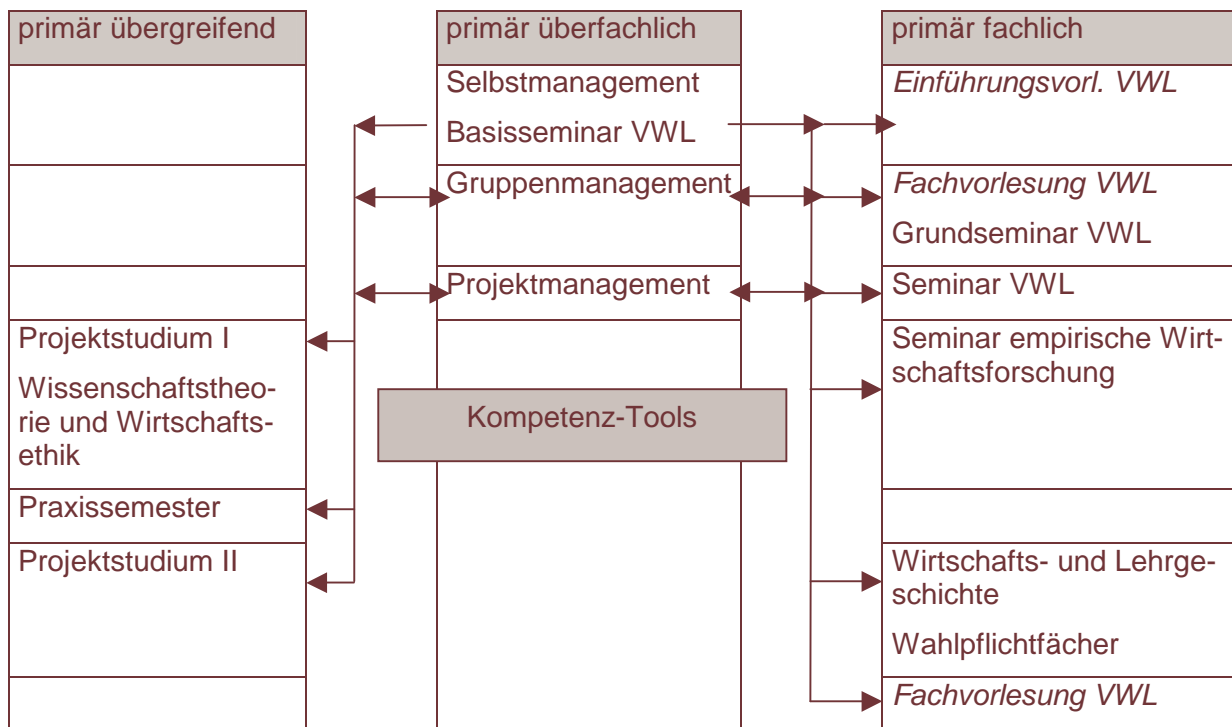 primär übergreifend
primär überfachlich
primär fachlich
Selbstmanagement
Basisseminar VWL
Einführungsvorl. VWL
Gruppenmanagement
Fachvorlesung VWL
Grundseminar VWL
Projektmanagement
Seminar VWL
Projektstudium I
Wissenschaftstheo-
rie und Wirtschafts-
ethik
Seminar empirische Wirt-
schaftsforschung
Kompetenz-Tools
Praxissemester
Projektstudium II
Wirtschafts- und Lehrge-
schichte
Wahlpflichtfächer
Fachvorlesung VWL